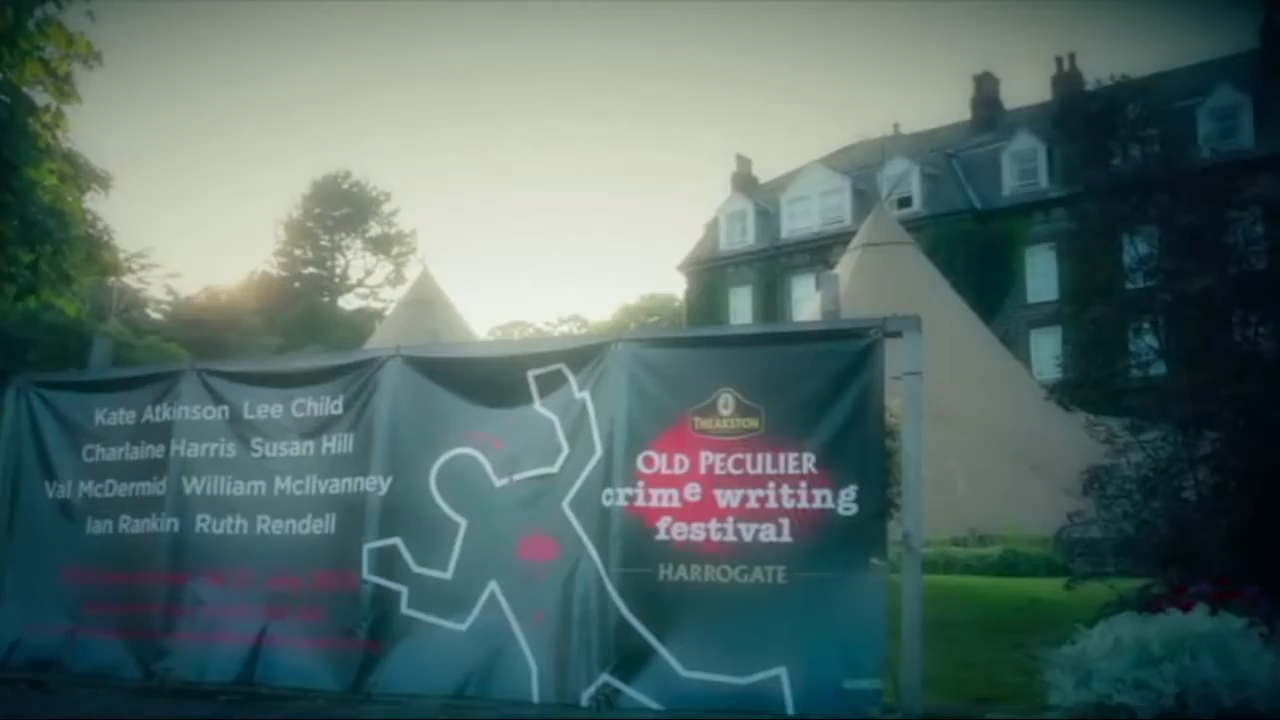 Kate Atkinson Lee Child
Charlaine Harris Susan Hill
Val McDermid William McIlvanney
Ian Rankin Ruth Rendell
THEAKSTON
OLD PECULIER
crime writing
festival
HARROGATE